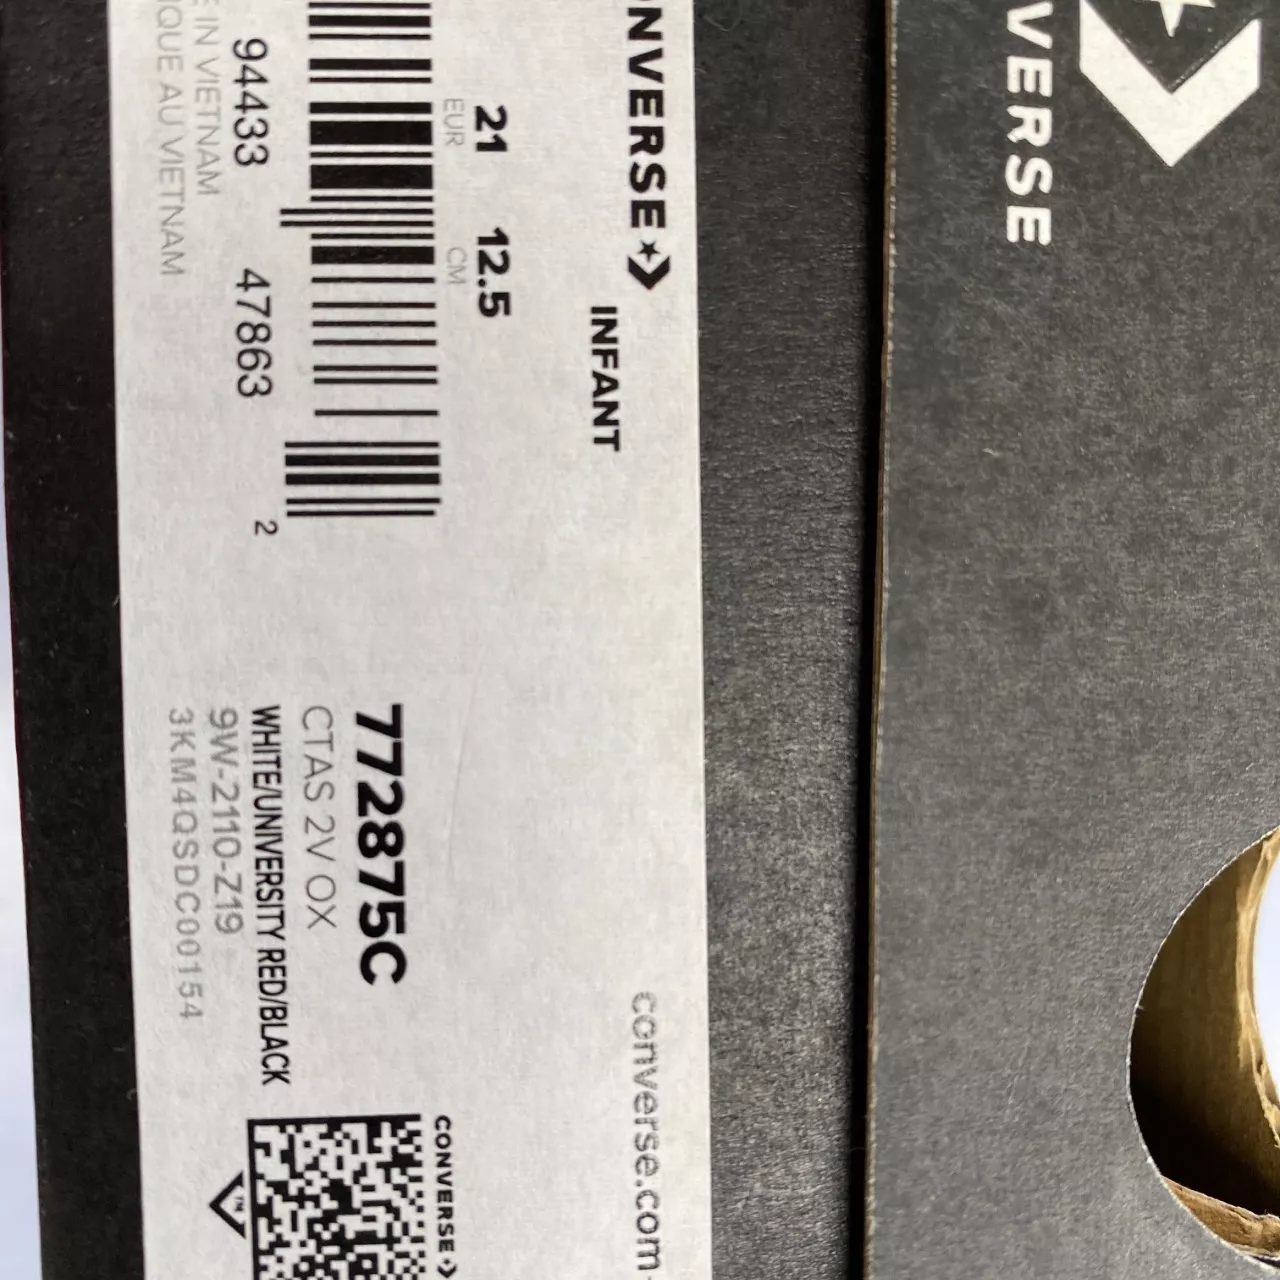 CONVERSE
INFANT
21 12.5
EUR CM
94433 47863 2
IN VIETNAM
AU VIETNAM
converse.com
772875C
CTAS 2V OX
WHITE/UNIVERSITY RED/BLACK
9W-2110-Z19
3KM4QSDC00154
CONVERSE
TM
VERSE